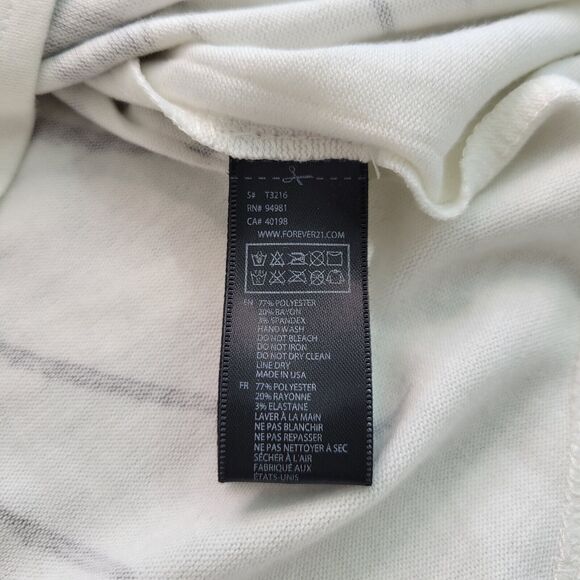 S# T3216
RN# 94981
CA# 40198
WWW.FOREVER21.COM
EN 77% POLYESTER
20% RAYON
3% SPANDEX
HAND WASH
DO NOT BLEACH
DO NOT IRON
DO NOT DRY CLEAN
LINE DRY
MADE IN USA
FR 77% POLYESTER
20% RAYONNE
3% ELASTANE
LAVER À LA MAIN
NE PAS BLANCHIR
NE PAS REPASSER
NE PAS NETTOYER À SEC
SÉCHER À L'AIR
FABRIQUÉ AUX
ÉTATS-UNIS